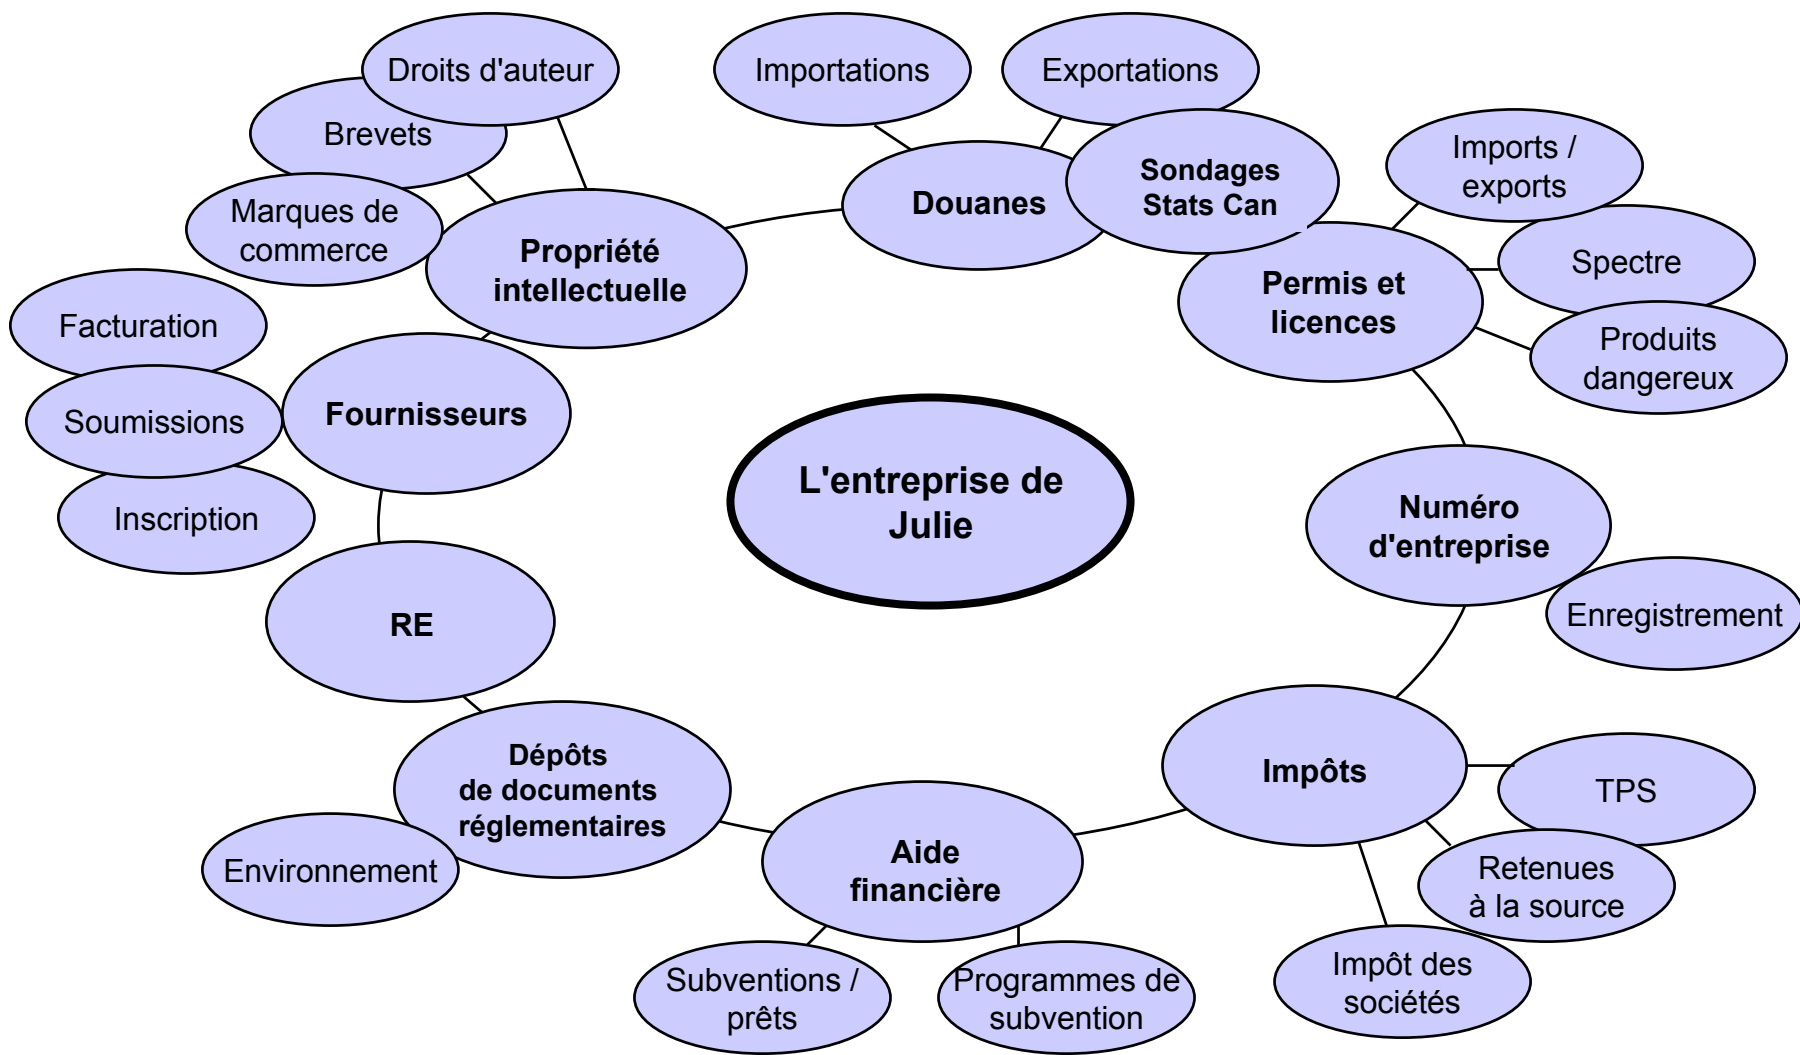 Droits d'auteur
Importations
Exportations
Brevets
Imports /
exports
Sondages
Stats Can
Douanes
Marques de
commerce
Propriété
intellectuelle
Spectre
Permis et
licences
Facturation
Produits
dangereux
Fournisseurs
Soumissions
L'entreprise de
Julie
Numéro
d'entreprise
Inscription
Enregistrement
RE
Dépôts
de documents
réglementaires
Impôts
TPS
Environnement
Aide
financière
Retenues
à la source
Subventions /
prêts
Programmes de
subvention
Impôt des
sociétés